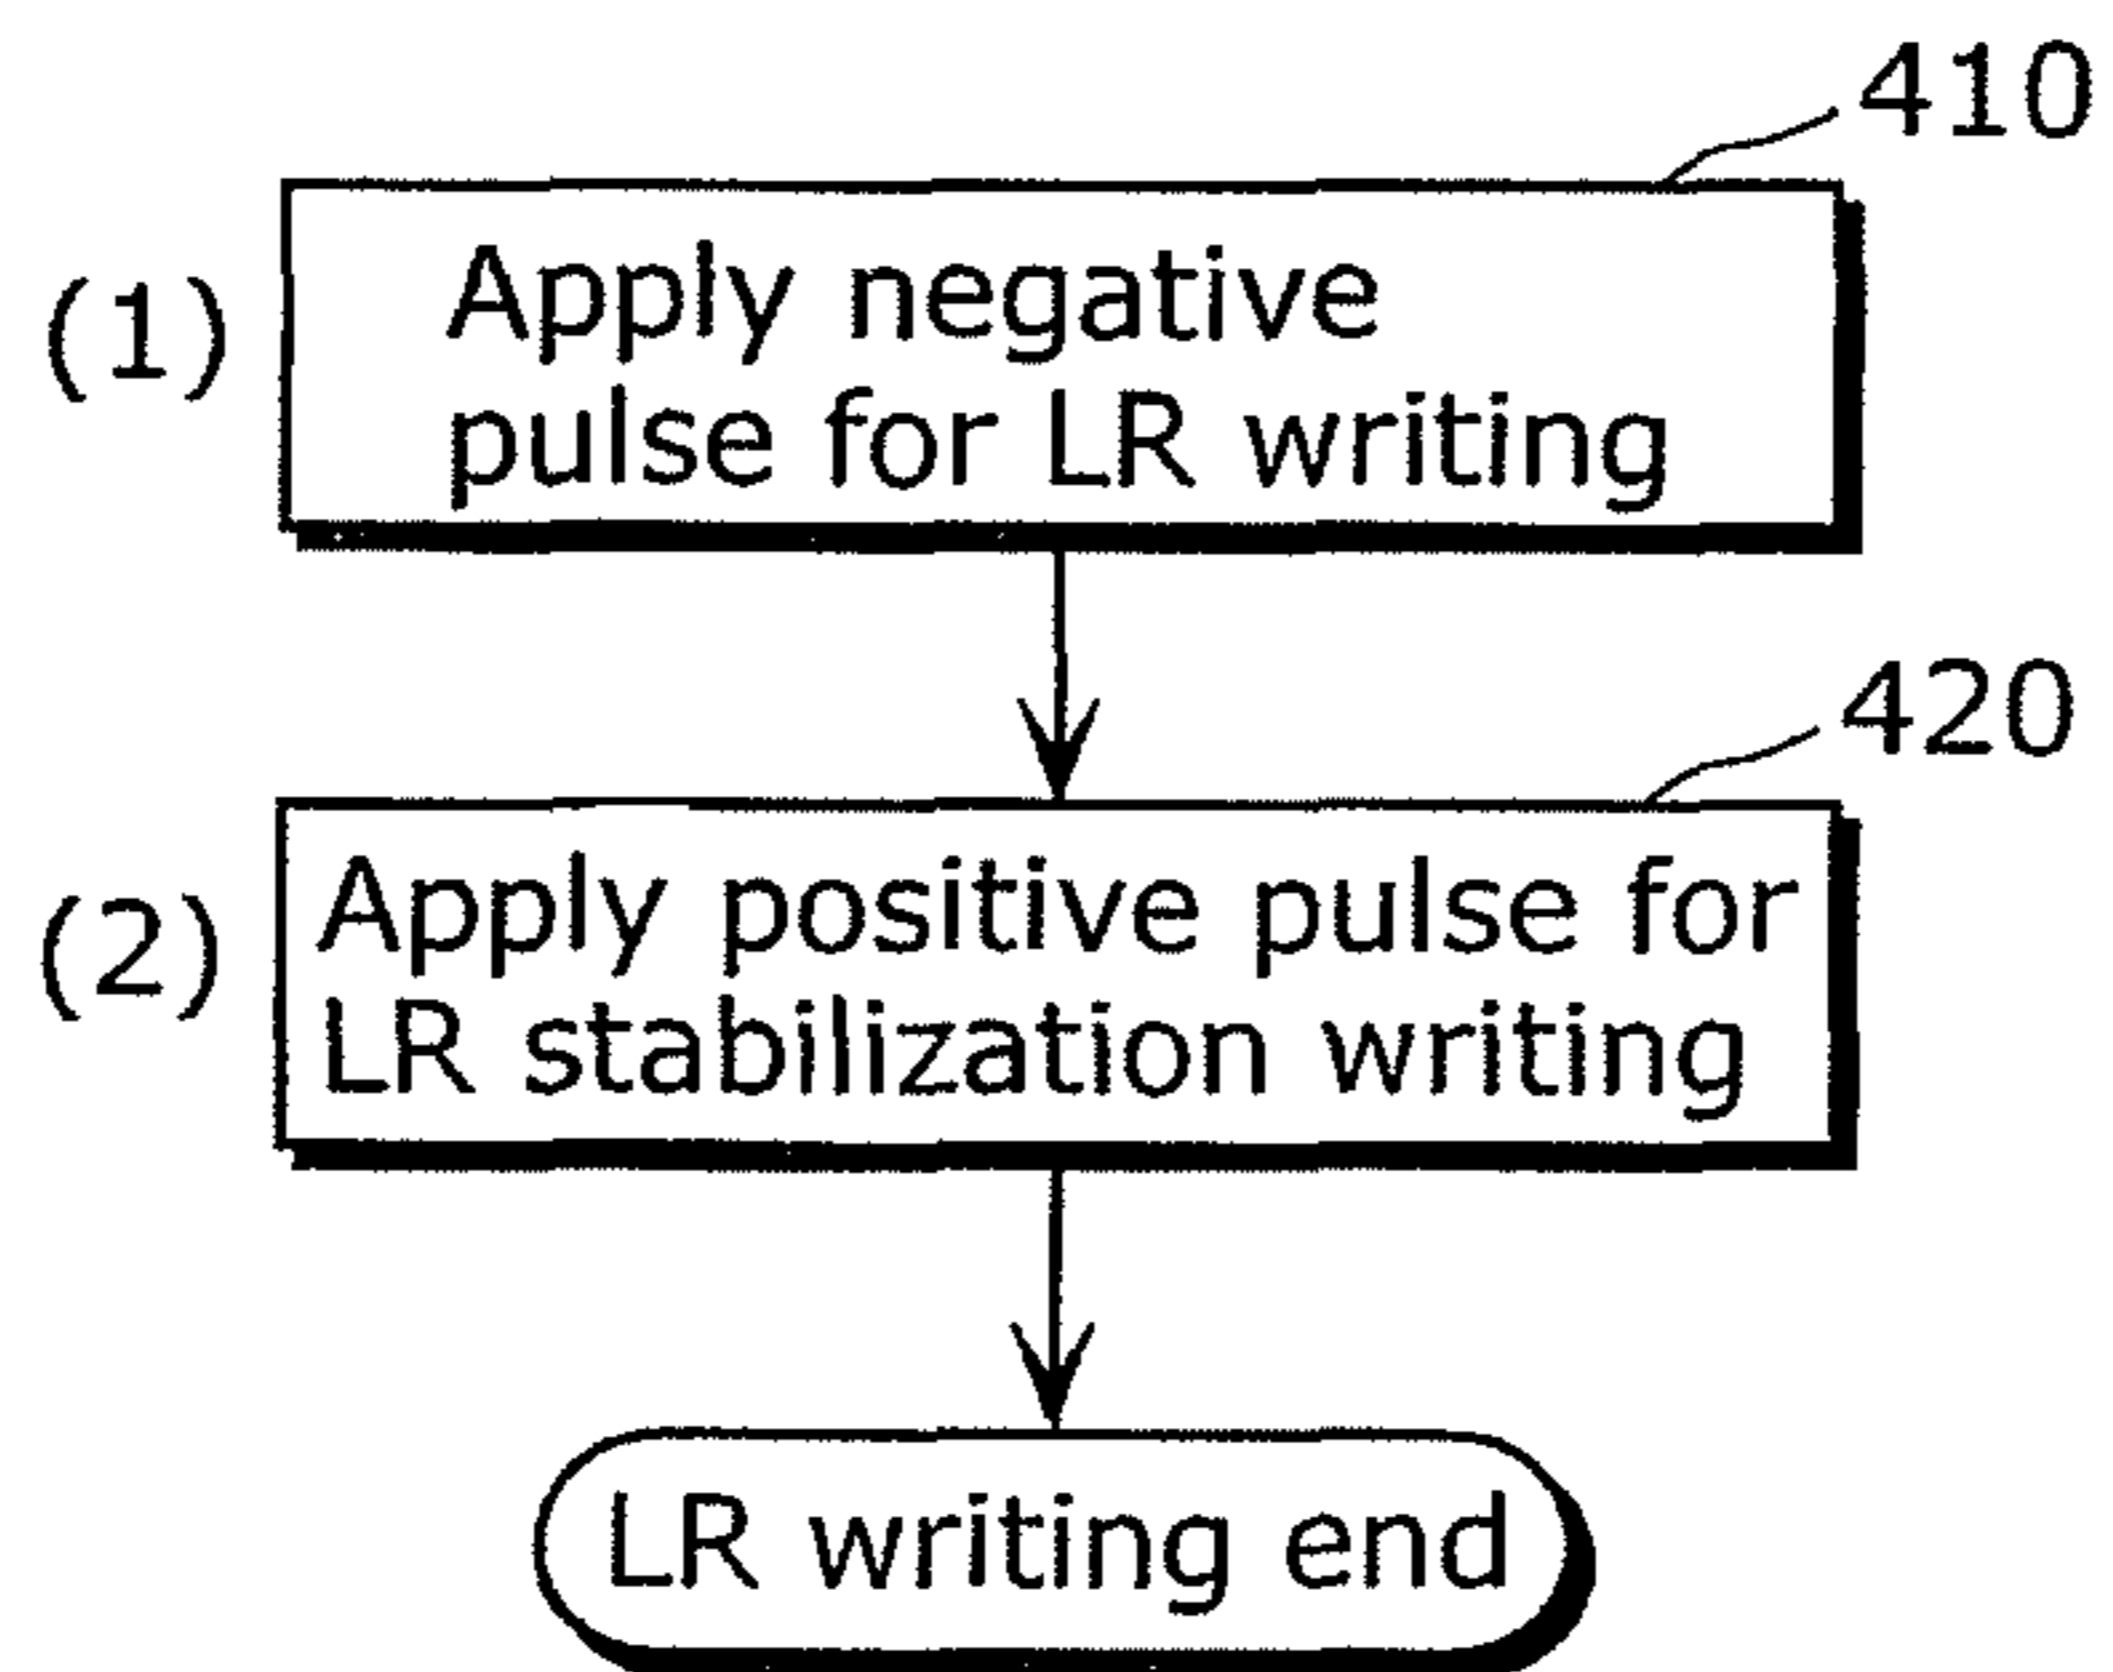 410
(1)
Apply negative
pulse for LR writing
420
(2)
Apply positive pulse for
LR stabilization writing
LR writing end